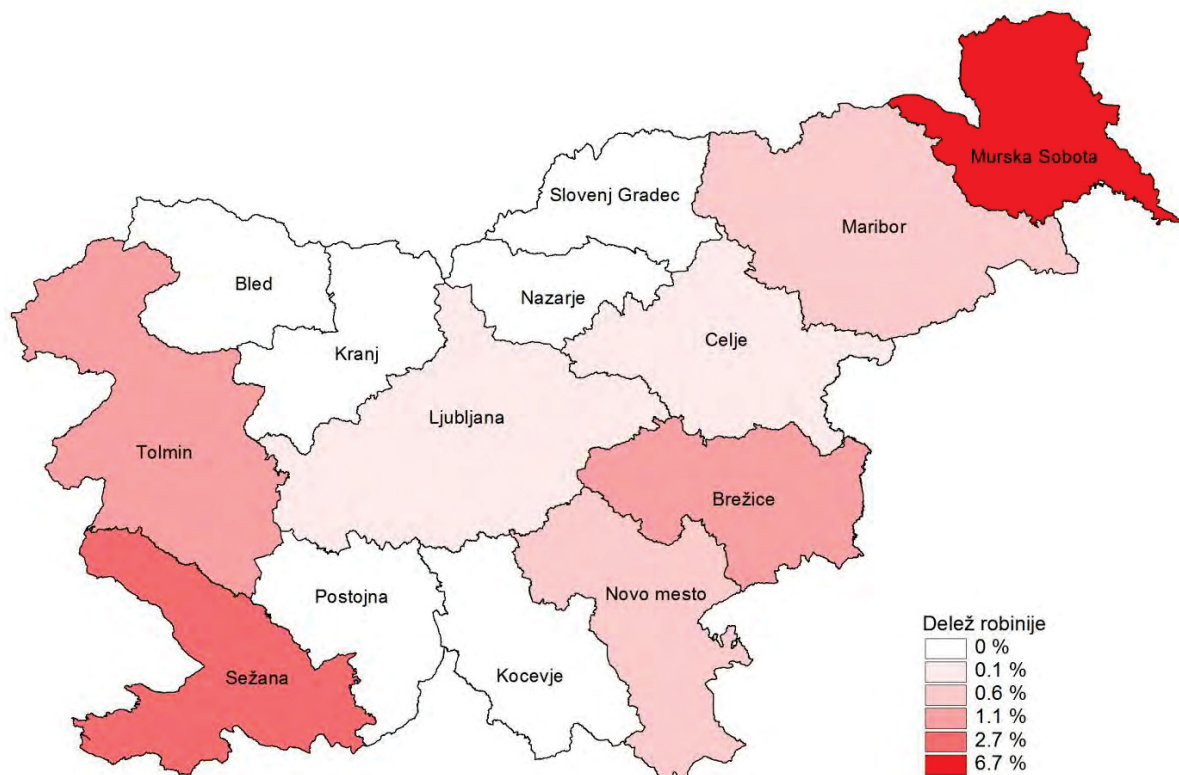 Murska Sobota
Slovenj Gradec
Maribor
Bled
Nazarje
Kranj
Celje
Ljubljana
Tolmin
Brežice
Postojna
Novo mesto
Sežana
Kocevje
Delež robinije
0 %
0.1 %
0.6 %
1.1 %
2.7 %
6.7 %